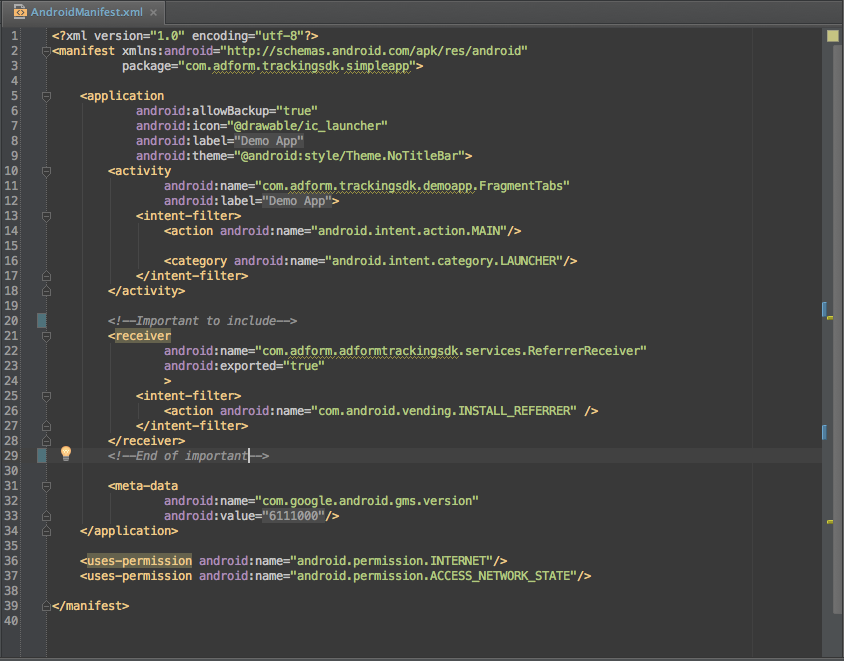 AndroidManifest.xml ×
1 <?xml version="1.0" encoding="utf-8"?>
2 <manifest xmlns:android="http://schemas.android.com/apk/res/android"
3           package="com.adform.trackingsdk.simpleapp">
4
5     <application
6             android:allowBackup="true"
7             android:icon="@drawable/ic_launcher"
8             android:label="Demo App"
9             android:theme="@android:style/Theme.NoTitleBar">
10         <activity
11                 android:name="com.adform.trackingsdk.demoapp.FragmentTabs"
12                 android:label="Demo App">
13             <intent-filter>
14                 <action android:name="android.intent.action.MAIN"/>
15
16                 <category android:name="android.intent.category.LAUNCHER"/>
17             </intent-filter>
18         </activity>
19
20         <!--Important to include-->
21         <receiver
22                 android:name="com.adform.adformtrackingsdk.services.ReferrerReceiver"
23                 android:exported="true"
24                 >
25             <intent-filter>
26                 <action android:name="com.android.vending.INSTALL_REFERRER" />
27             </intent-filter>
28         </receiver>
29         <!--End of important-->
30
31         <meta-data
32                 android:name="com.google.android.gms.version"
33                 android:value="6111000"/>
34     </application>
35
36     <uses-permission android:name="android.permission.INTERNET"/>
37     <uses-permission android:name="android.permission.ACCESS_NETWORK_STATE"/>
38
39 </manifest>
40